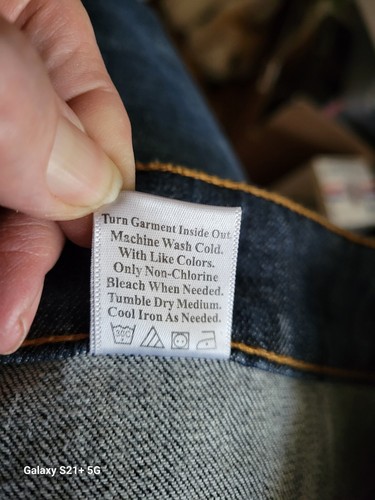 Turn Garment Inside Out.
Machine Wash Cold.
With Like Colors.
Only Non-Chlorine
Bleach When Needed.
Tumble Dry Medium.
Cool Iron As Needed.
30C
Galaxy S21+ 5G